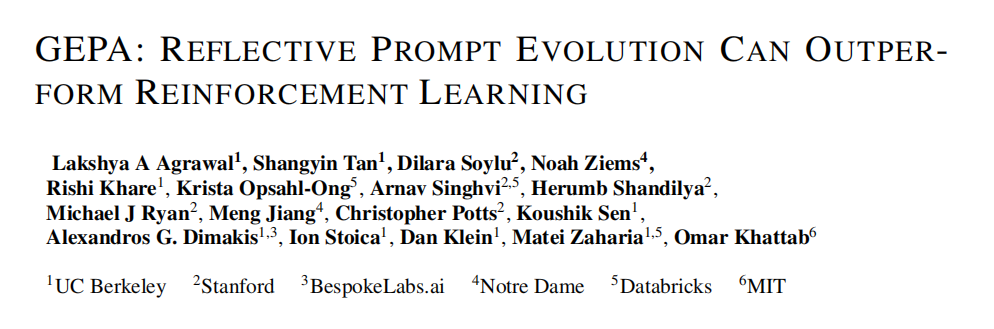 GEPA: REFLECTIVE PROMPT EVOLUTION CAN OUTPER-
FORM REINFORCEMENT LEARNING
Lakshya A Agrawal¹, Shangyin Tan¹, Dilara Soylu², Noah Ziems⁴,
Rishi Khare¹, Krista Opsahl-Ong⁵, Arnav Singhvi²,⁵, Herumb Shandilya²,
Michael J Ryan², Meng Jiang⁴, Christopher Potts², Koushik Sen¹,
Alexandros G. Dimakis¹,³, Ion Stoica¹, Dan Klein¹, Matei Zaharia¹,⁵, Omar Khattab⁶
¹UC Berkeley ²Stanford ³BespokeLabs.ai ⁴Notre Dame ⁵Databricks ⁶MIT